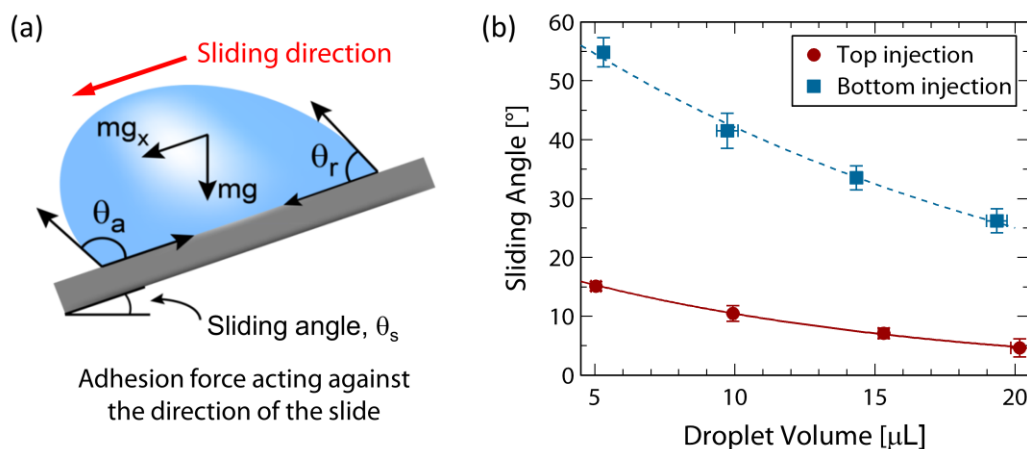 (a)
Sliding direction
mgₓ
mg
θᵣ
θₐ
Sliding angle, θₛ
Adhesion force acting against
the direction of the slide
(b)
Top injection
Bottom injection
Sliding Angle [°]
60
50
40
30
20
10
0
5 10 15 20
Droplet Volume [µL]